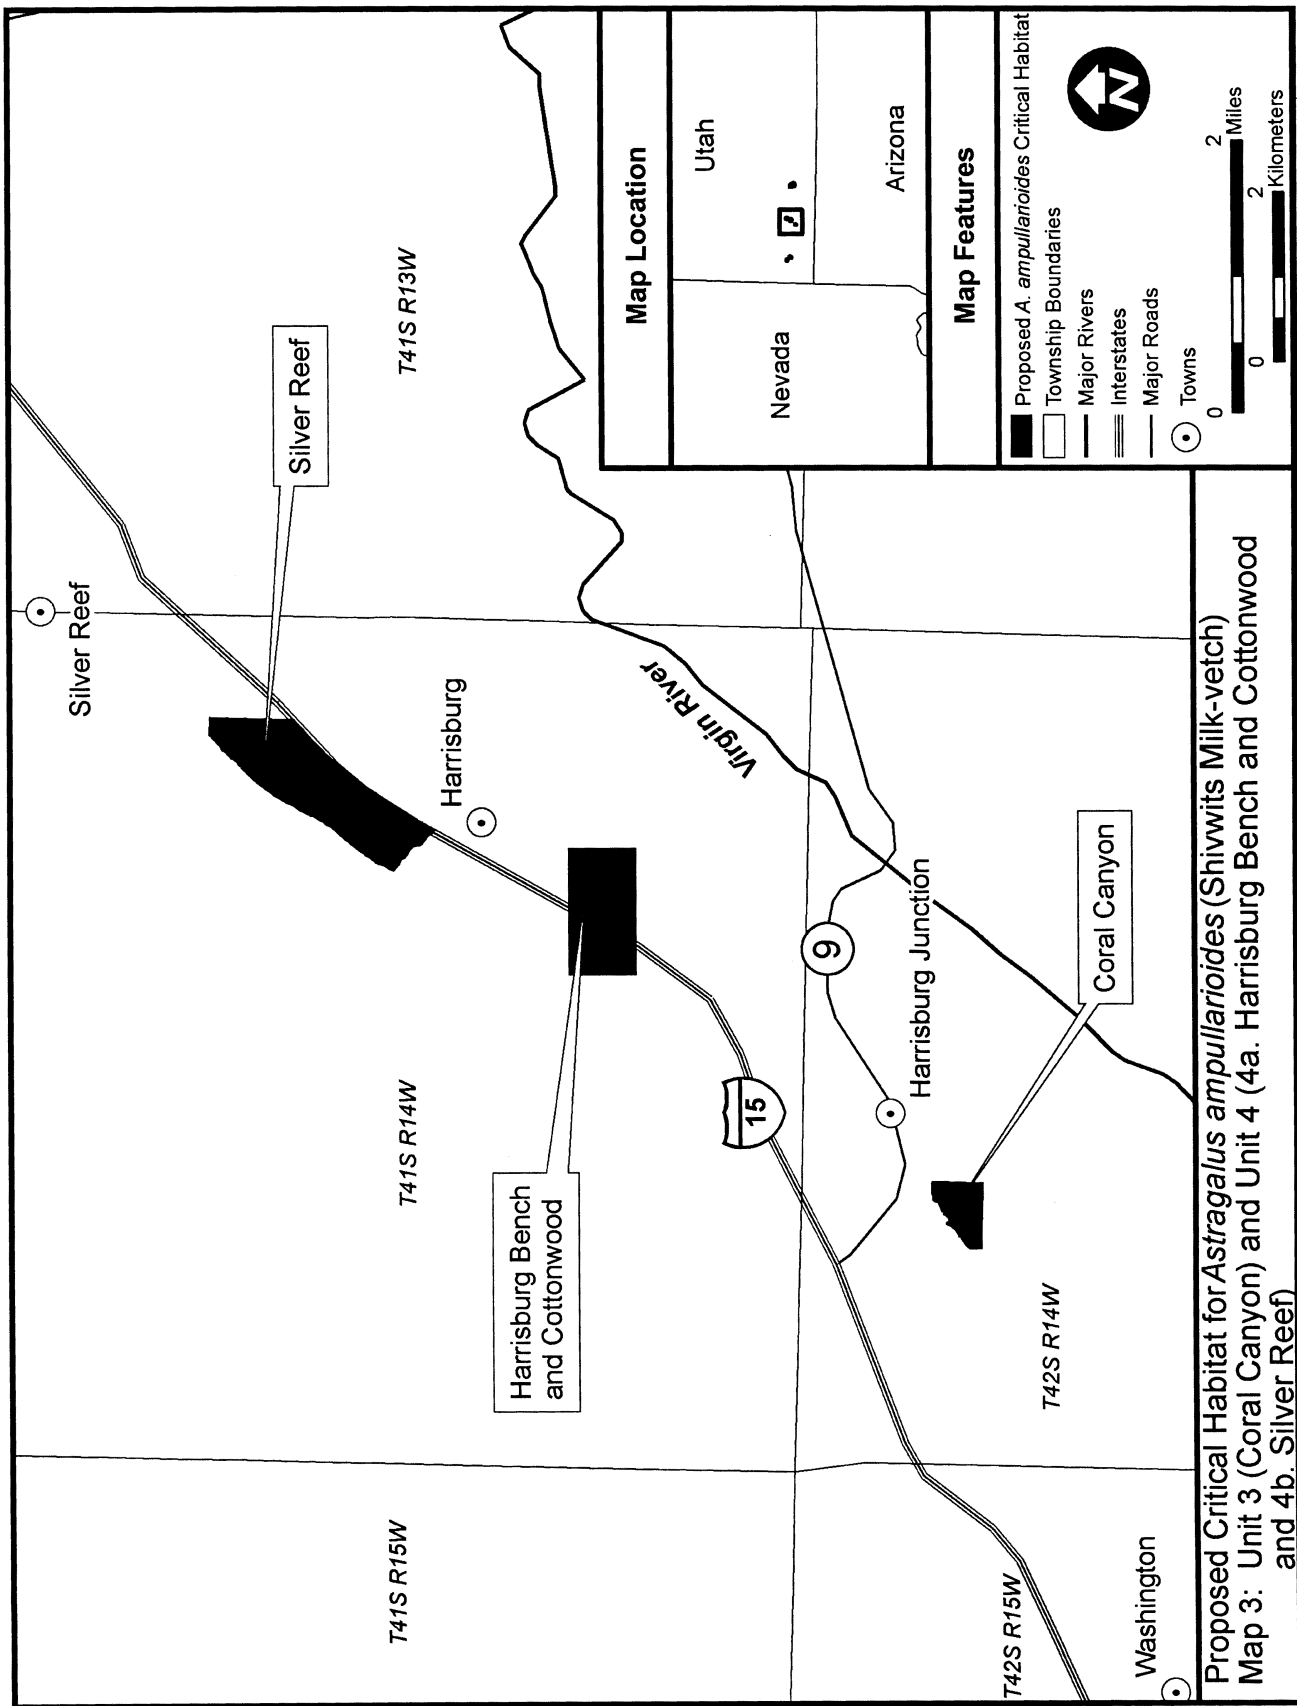 Silver Reef
Silver Reef
T41S R13W
Harrisburg
T41S R14W
Harrisburg Bench
and Cottonwood
T41S R15W
Virgin River
15
9
Harrisburg Junction
Coral Canyon
T42S R14W
T42S R15W
Washington
Map Location
Utah
Nevada
Arizona
Map Features
Proposed A. ampullarioides Critical Habitat
Township Boundaries
Major Rivers
Interstates
Major Roads
Towns
N
0 2
Miles
0 2
Kilometers
Proposed Critical Habitat for Astragalus ampullarioides (Shivwits Milk-vetch)
Map 3: Unit 3 (Coral Canyon) and Unit 4 (4a. Harrisburg Bench and Cottonwood
and 4b. Silver Reef)